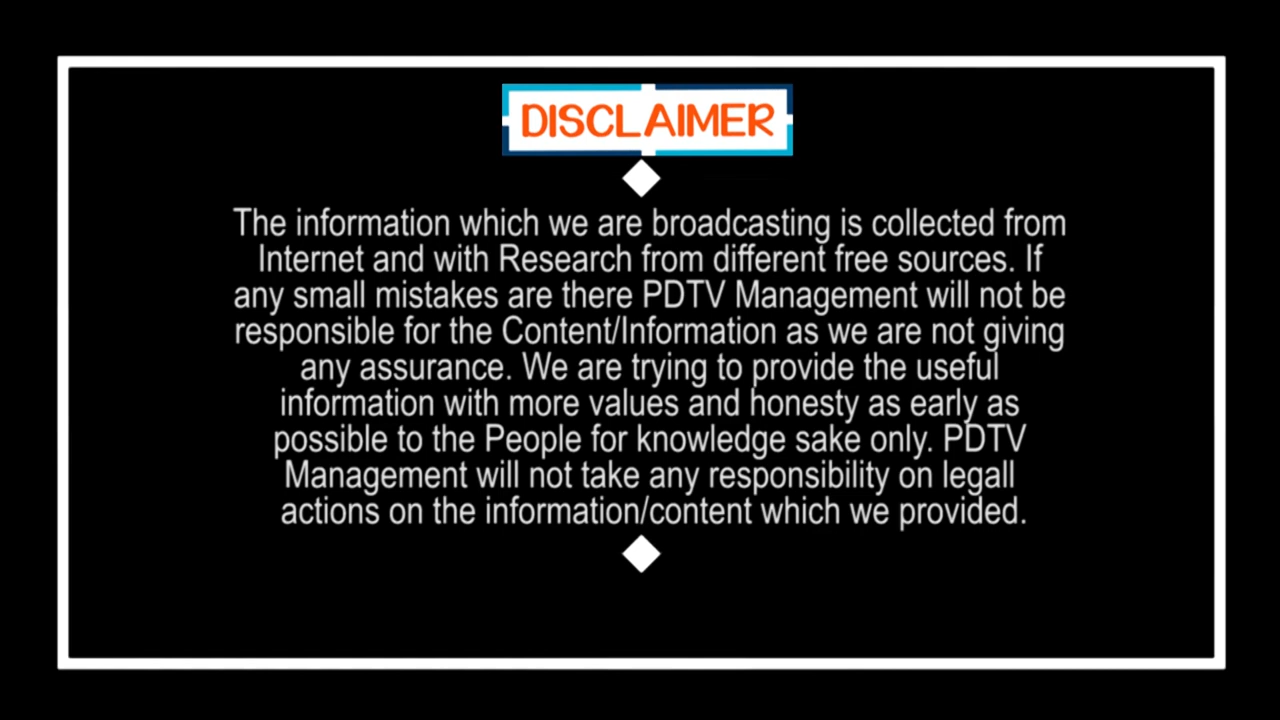 DISCLAIMER
The information which we are broadcasting is collected from
Internet and with Research from different free sources. If
any small mistakes are there PDTV Management will not be
responsible for the Content/Information as we are not giving
any assurance. We are trying to provide the useful
information with more values and honesty as early as
possible to the People for knowledge sake only. PDTV
Management will not take any responsibility on legall
actions on the information/content which we provided.